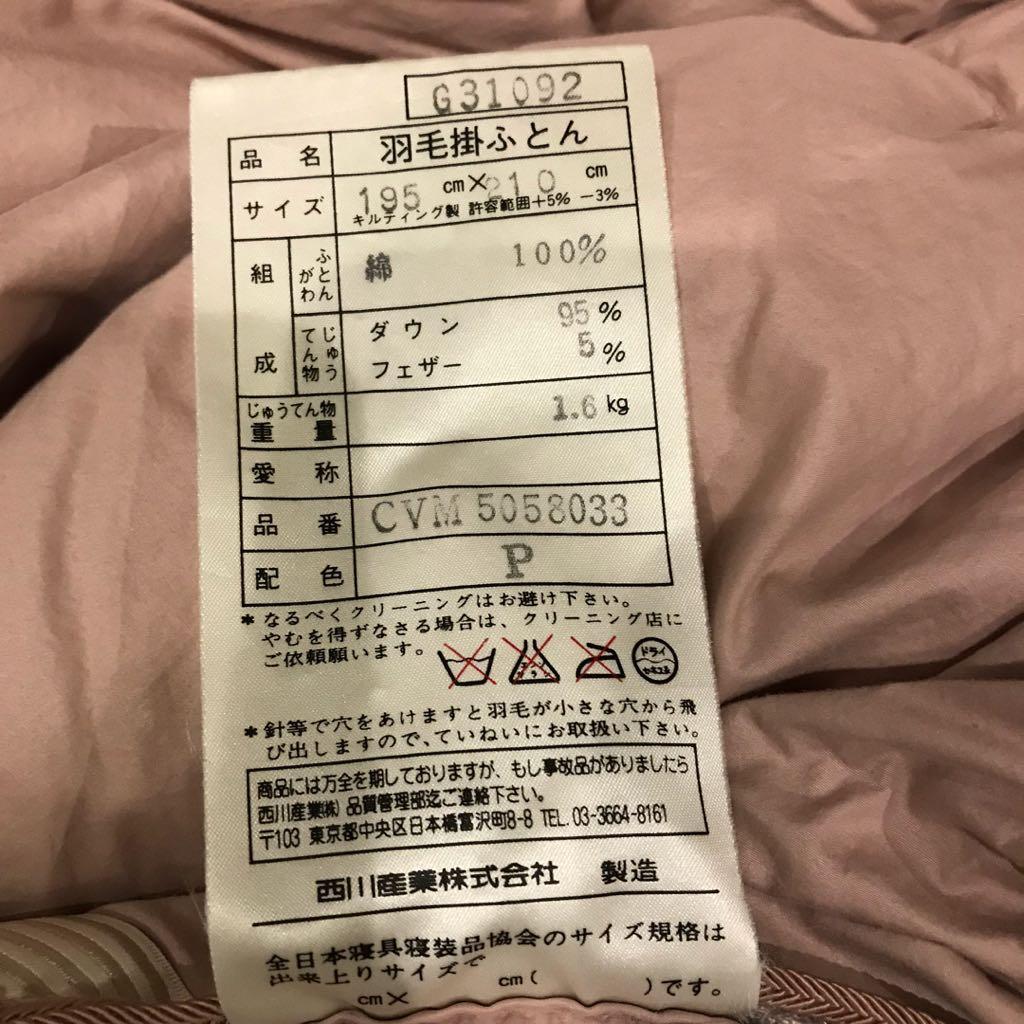 G31092
品名 羽毛掛ふとん
サイズ 195 cm× 210 cm
キルティング製 許容範囲+5% −3%
組成 ふとんがわ 綿 100%
じゅうてん物 ダウン 95%
フェザー 5%
じゅうてん物
重量 1.6kg
愛称
品番 CVM 5058033
配色 P
*なるべくクリーニングはお避け下さい。
やむを得ずなさる場合は、クリーニング店に
ご依頼願います。
ドライ
*針等で穴をあけますと羽毛が小さな穴から飛
び出しますので、ていねいにお取扱い下さい。
商品には万全を期しておりますが、もし事故品がありましたら
西川産業㈱ 品質管理部迄ご連絡下さい。
〒103 東京都中央区日本橋富沢町8-8 TEL. 03-3664-8161
西川産業株式会社 製造
全日本寝具寝装品協会のサイズ規格は
出来上りサイズで
cm× cm( )です。